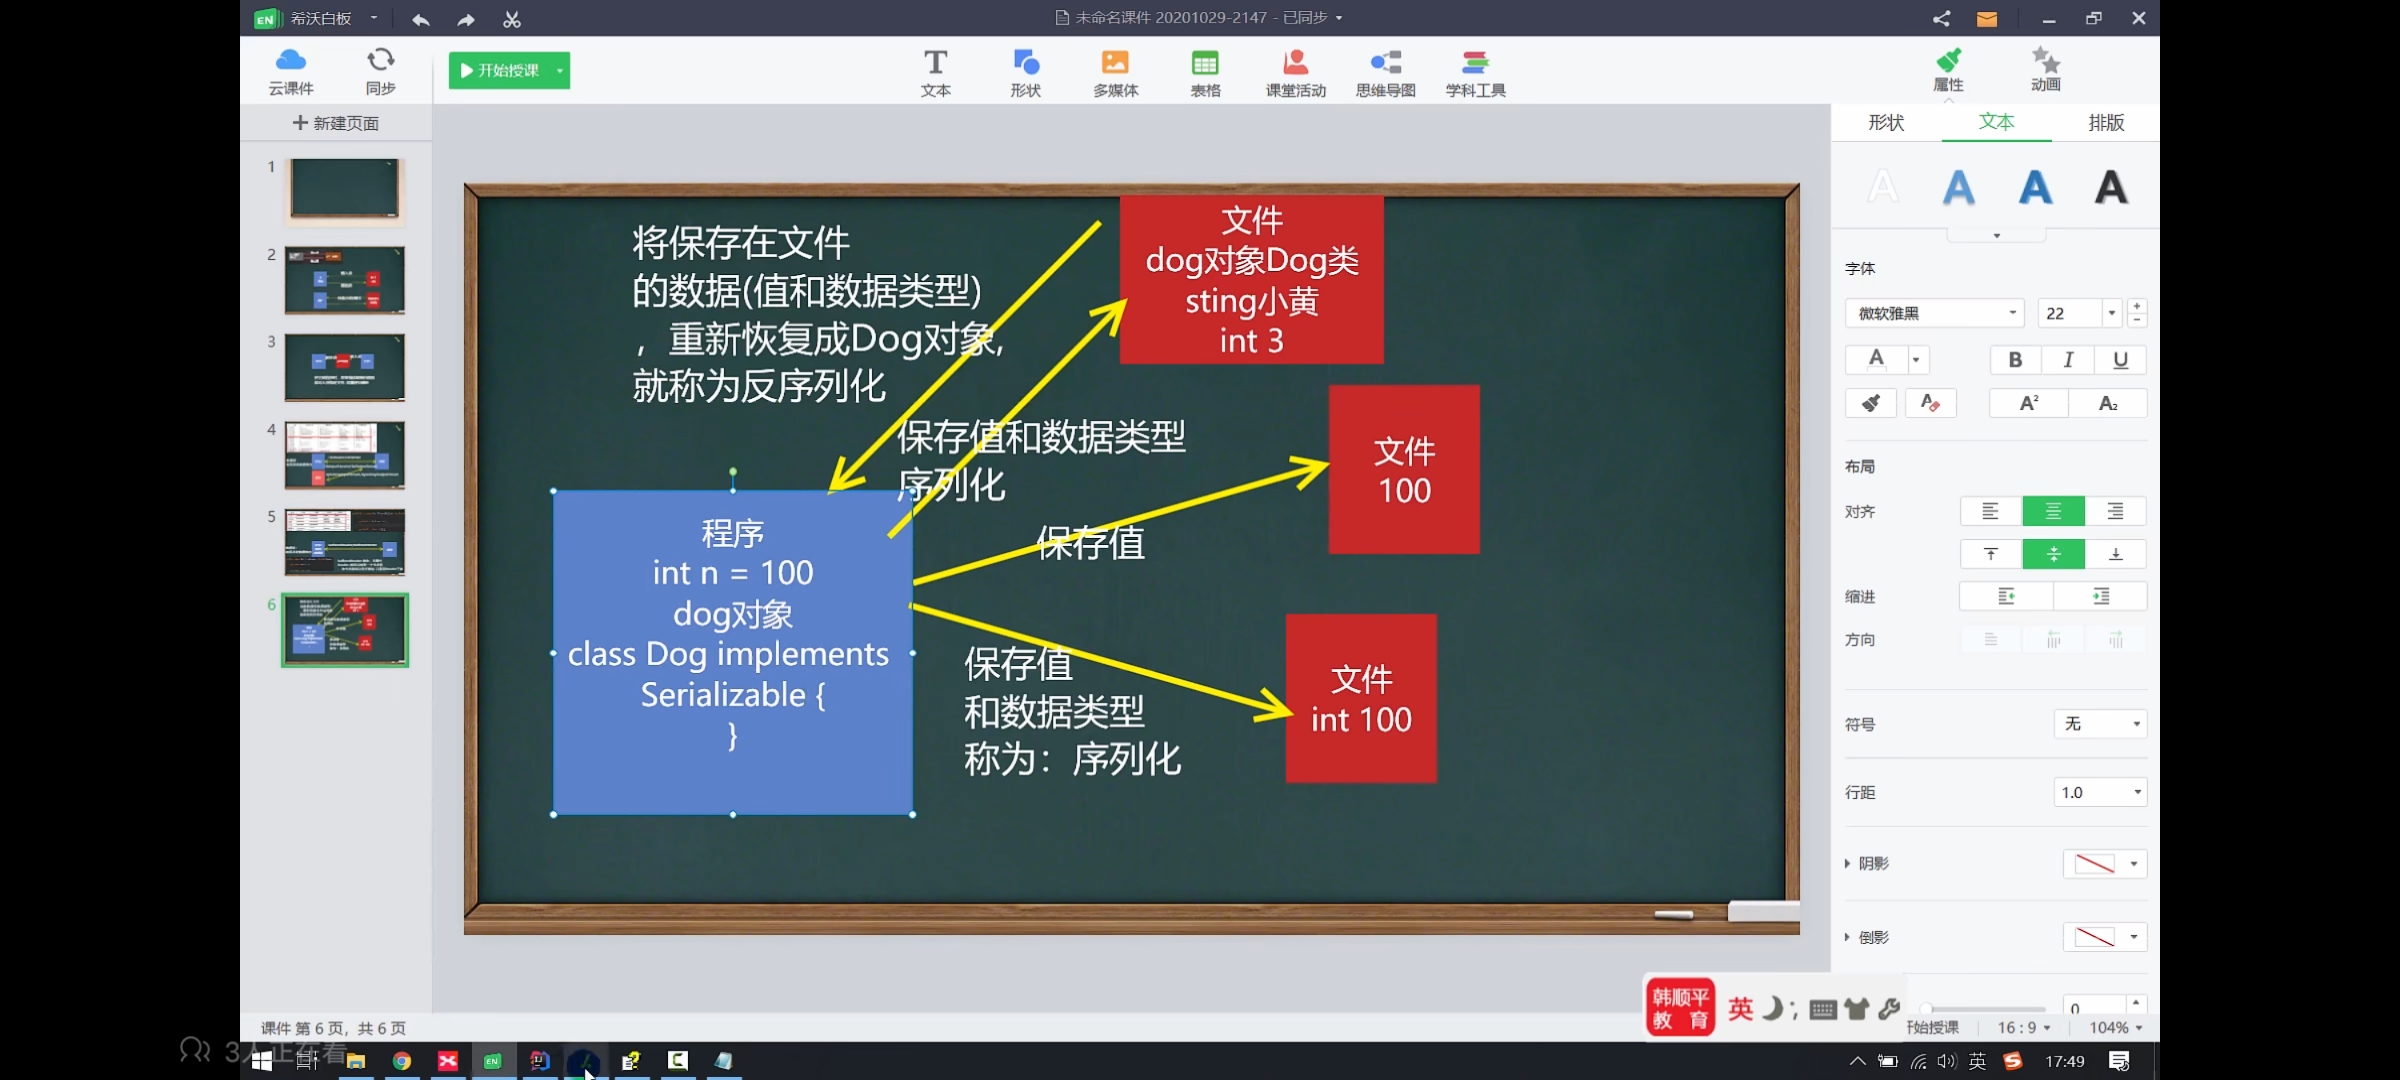 希沃白板
未命名课件 20201029-2147 - 已同步
云课件
同步
开始授课
文本
形状
多媒体
表格
课堂活动
思维导图
学科工具
属性
动画
新建页面
1
2
3
4
5
6
将保存在文件
的数据(值和数据类型)
，重新恢复成Dog对象,
就称为反序列化
文件
dog对象Dog类
sting小黄
int 3
保存值和数据类型
序列化
文件
100
保存值
程序
int n = 100
dog对象
class Dog implements
Serializable {
}
保存值
和数据类型
称为：序列化
文件
int 100
形状
文本
排版
A A A A
字体
微软雅黑
22
A
B I U
A² A₂
布局
对齐
缩进
方向
符号
无
行距
1.0
阴影
倒影
0
韩顺平
教 育
英
课件 第 6 页，共 6 页
开始授课
16 : 9
104%
3人正在看
英
17:49